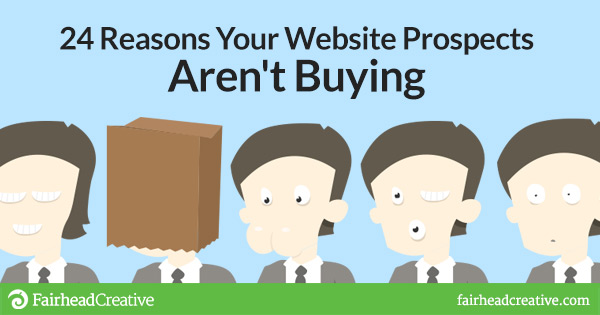 24 Reasons Your Website Prospects
Aren't Buying
FairheadCreative
fairheadcreative.com